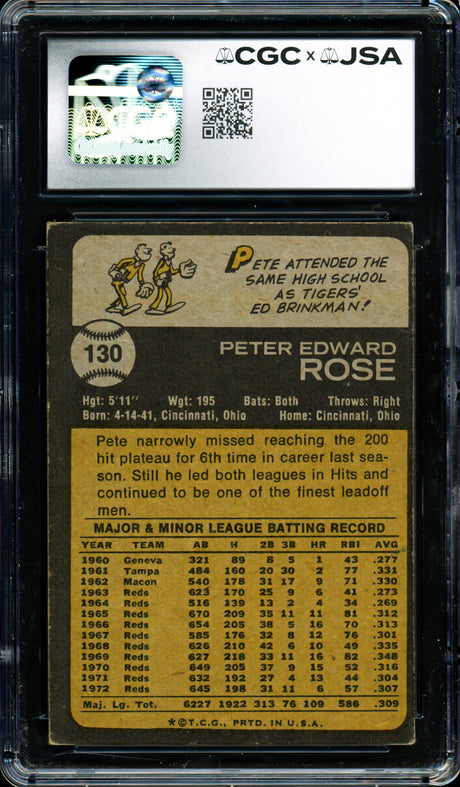 CGC x JSA
PETE ATTENDED THE
SAME HIGH SCHOOL
AS TIGERS'
ED BRINKMAN!
130
PETER EDWARD
ROSE
Hgt: 5'11" Wgt: 195 Bats: Both Throws: Right
Born: 4-14-41, Cincinnati, Ohio Home: Cincinnati, Ohio
Pete narrowly missed reaching the 200
hit plateau for 6th time in career last sea-
son. Still he led both leagues in Hits and
continued to be one of the finest leadoff
men.
MAJOR & MINOR LEAGUE BATTING RECORD
YEAR TEAM AB H 2B 3B HR RBI AVG
1960 Geneva 321 89 8 5 1 43 .277
1961 Tampa 484 160 20 30 2 77 .331
1962 Macon 540 178 31 17 9 71 .330
1963 Reds 623 170 25 9 6 41 .273
1964 Reds 516 139 13 2 4 34 .269
1965 Reds 670 209 35 11 11 81 .312
1966 Reds 654 205 38 5 16 70 .313
1967 Reds 585 176 32 8 12 76 .301
1968 Reds 626 210 42 6 10 49 .335
1969 Reds 627 218 33 11 16 82 .348
1970 Reds 649 205 37 9 15 52 .316
1971 Reds 632 192 27 4 13 44 .304
1972 Reds 645 198 31 11 6 57 .307
Maj. Lg. Tot. 6227 1922 313 76 109 586 .309
*©T.C.G., PRTD. IN U.S.A.